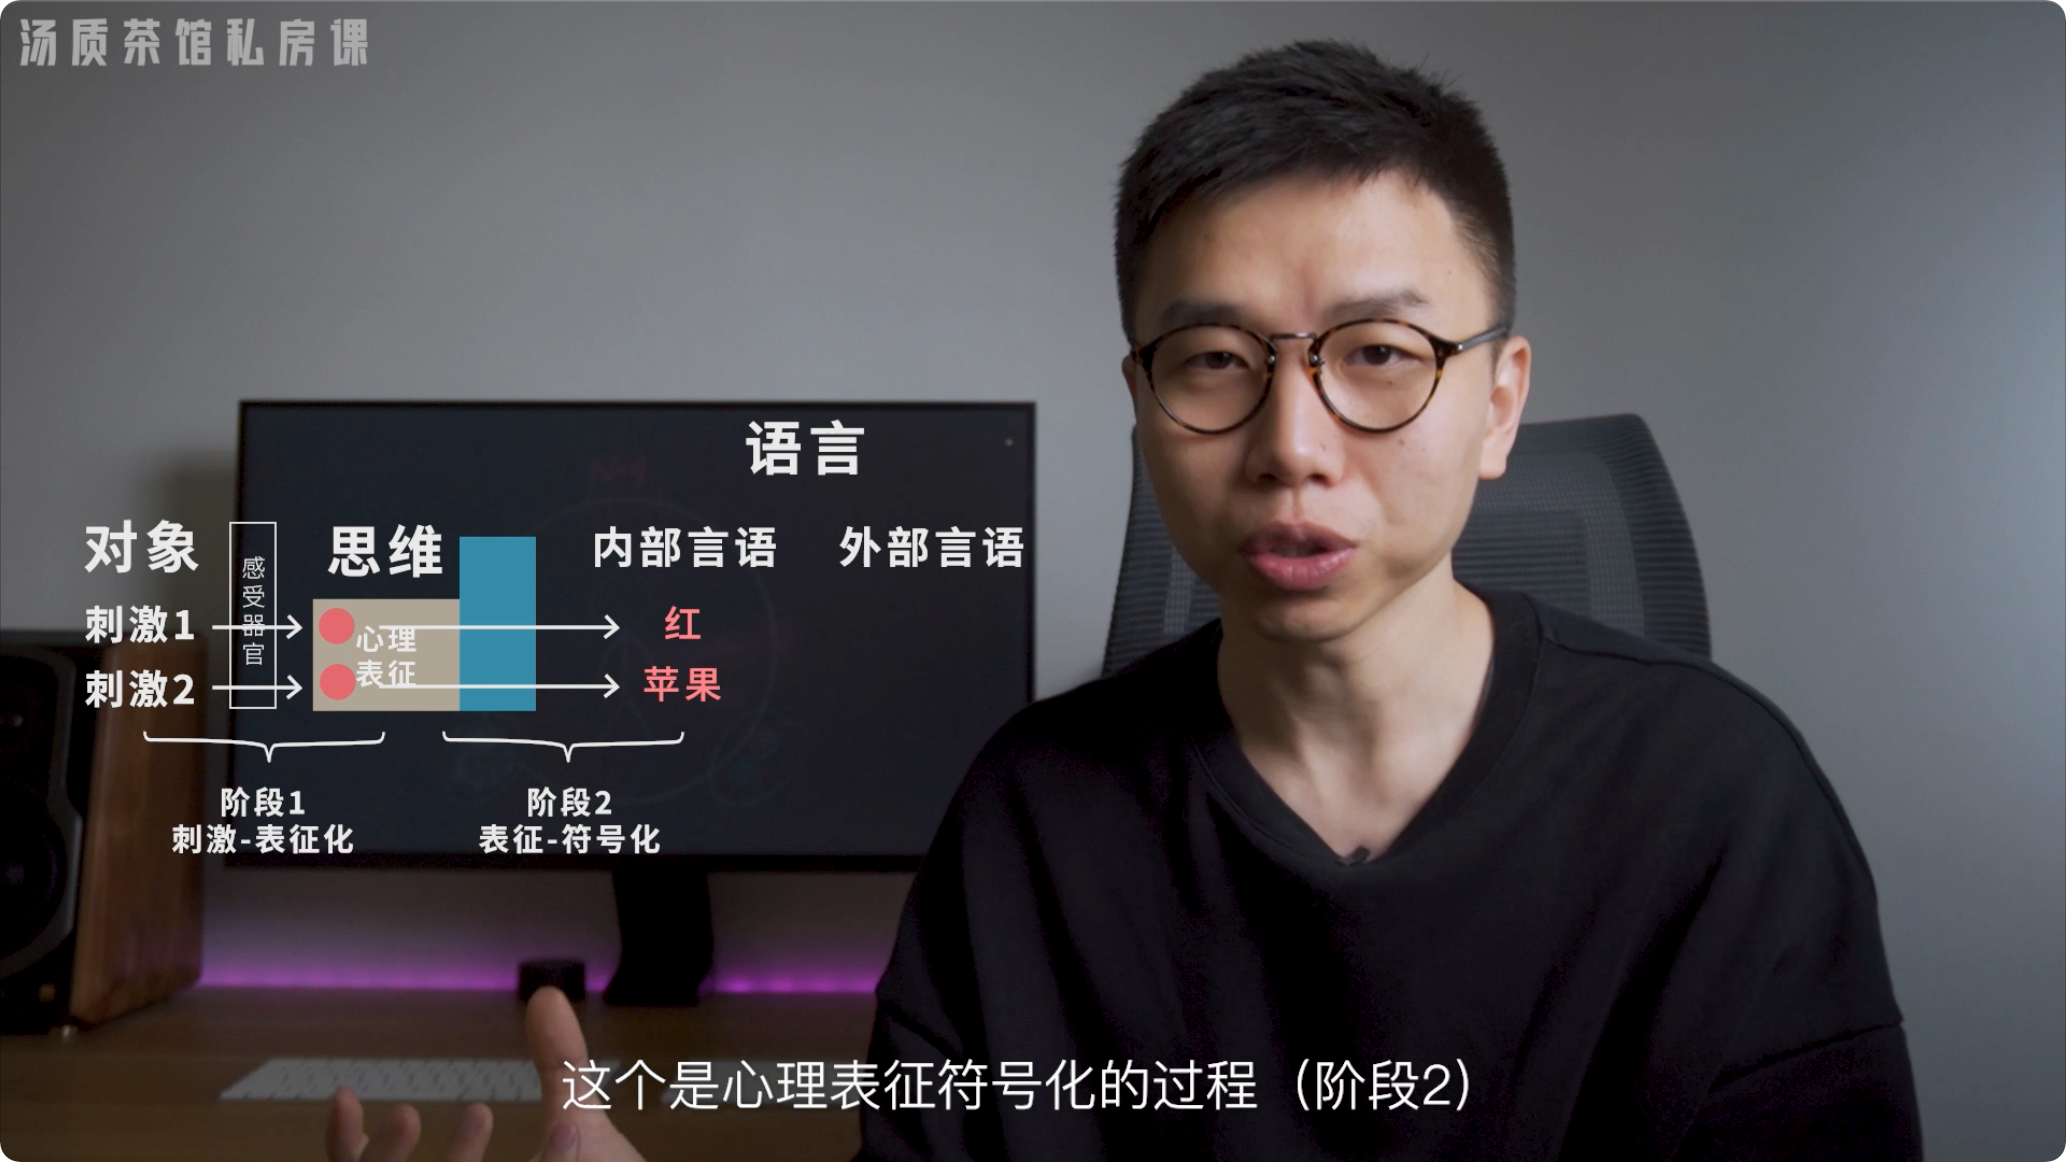 汤质茶馆私房课
语言
对象
感受器官
思维
内部言语
外部言语
刺激1
心理
表征
红
刺激2
苹果
阶段1
刺激-表征化
阶段2
表征-符号化
这个是心理表征符号化的过程（阶段2）